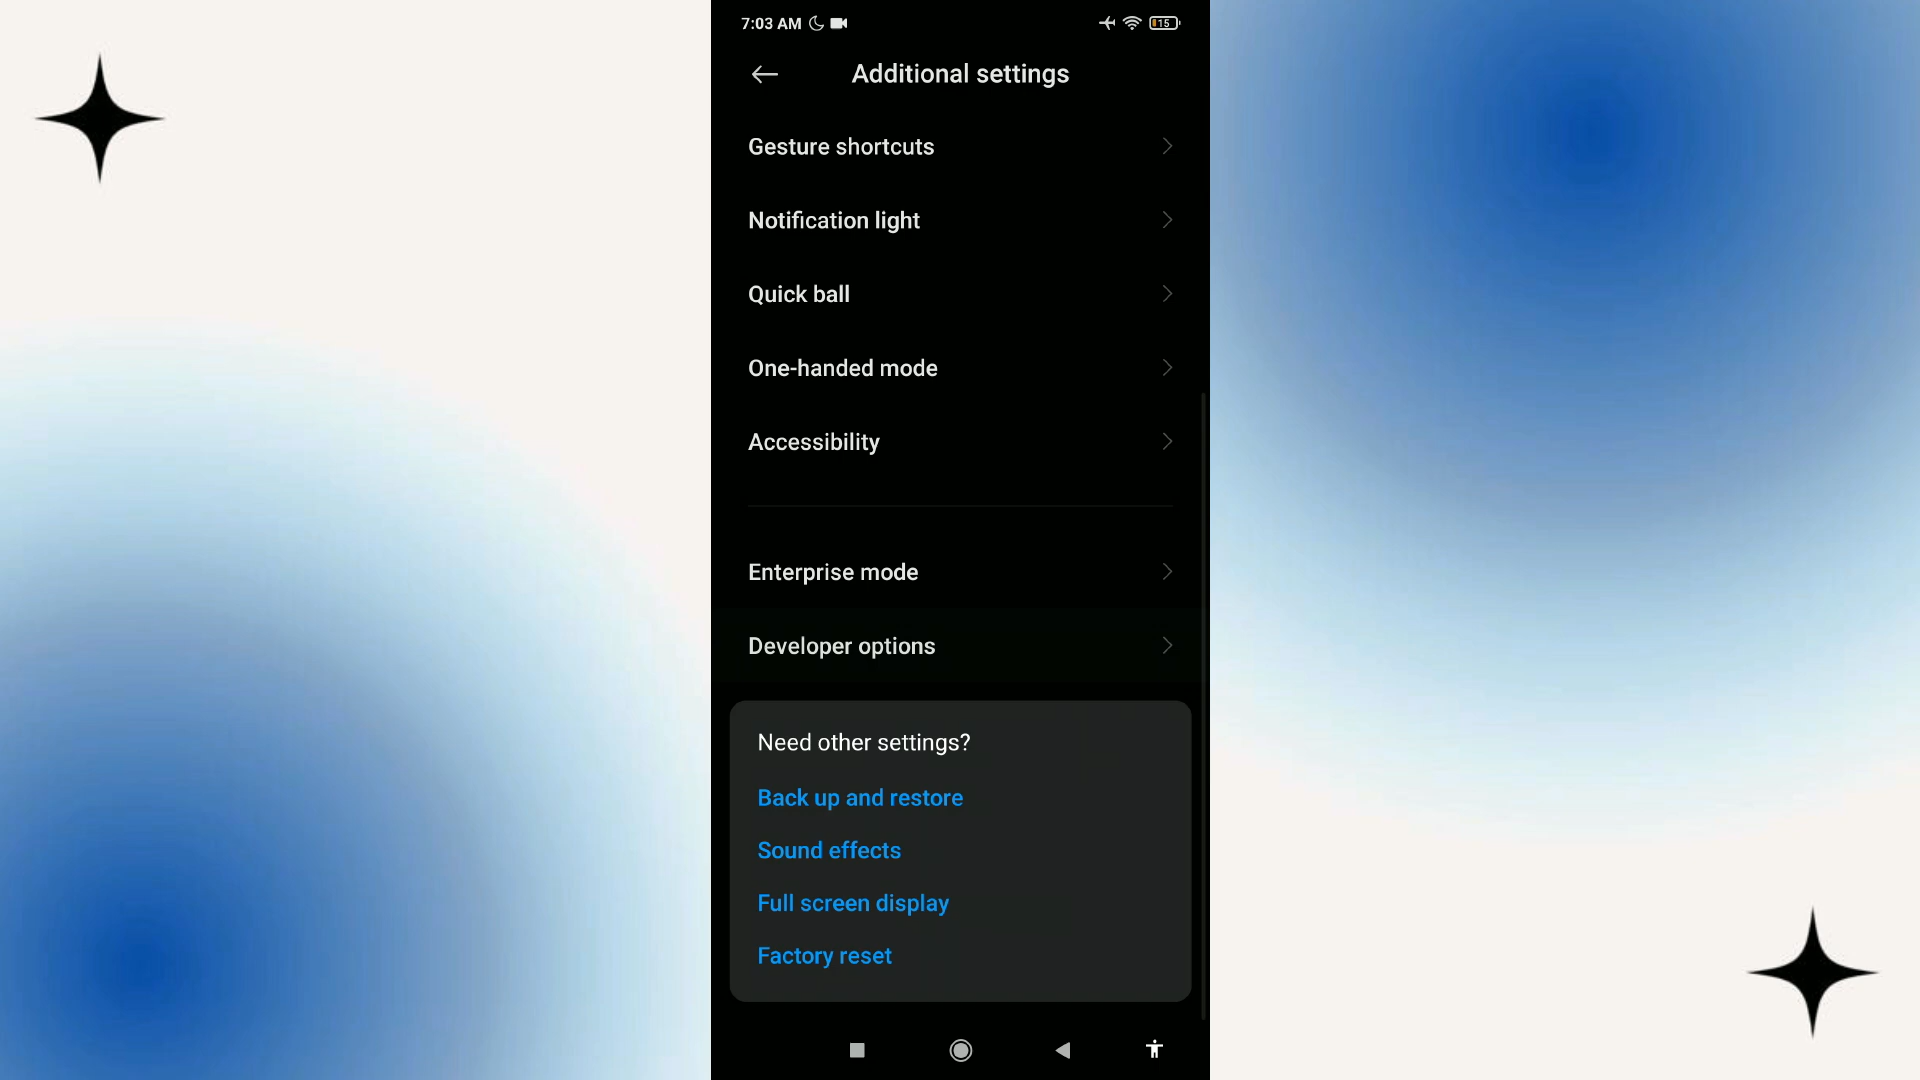 7:03 AM
15
Additional settings
Gesture shortcuts
Notification light
Quick ball
One-handed mode
Accessibility
Enterprise mode
Developer options
Need other settings?
Back up and restore
Sound effects
Full screen display
Factory reset